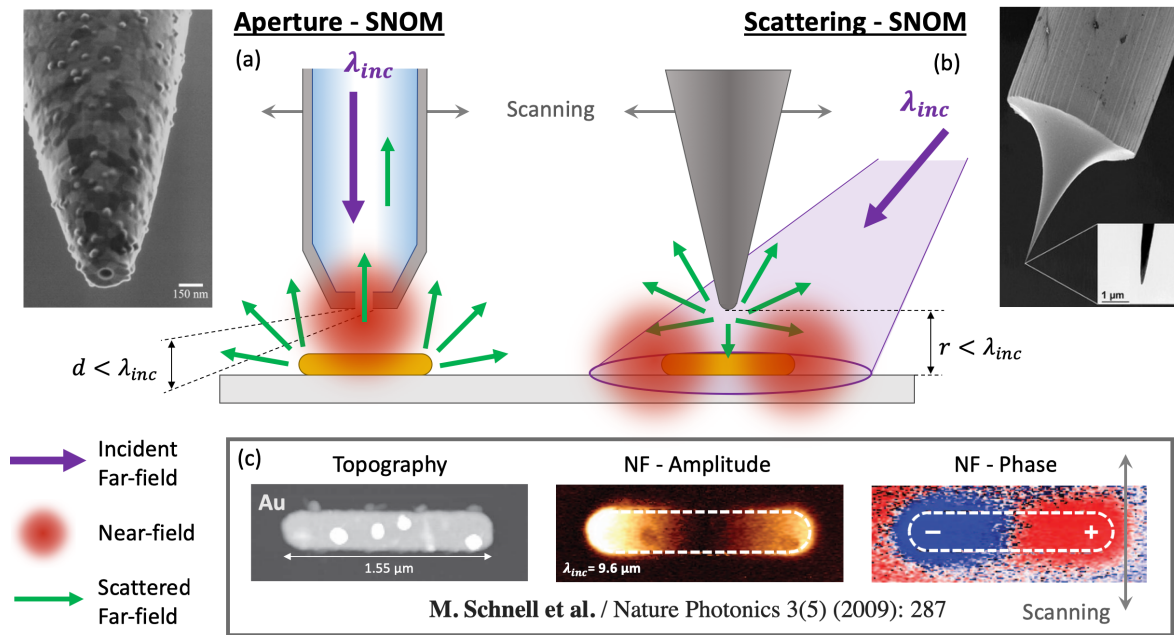 Aperture - SNOM
Scattering - SNOM
(a)
(b)
λinc
Scanning
λinc
150 nm
1 µm
d < λinc
r < λinc
Incident
Far-field
Near-field
Scattered
Far-field
(c)
Topography
NF - Amplitude
NF - Phase
Au
1.55 µm
λinc= 9.6 µm
−
+
M. Schnell et al. / Nature Photonics 3(5) (2009): 287
Scanning